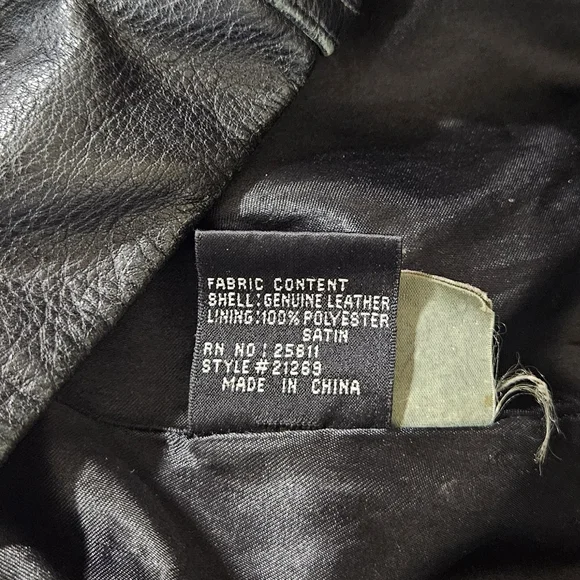 FABRIC CONTENT
SHELL: GENUINE LEATHER
LINING: 100% POLYESTER
SATIN
RN NO: 25811
STYLE #21269
MADE IN CHINA